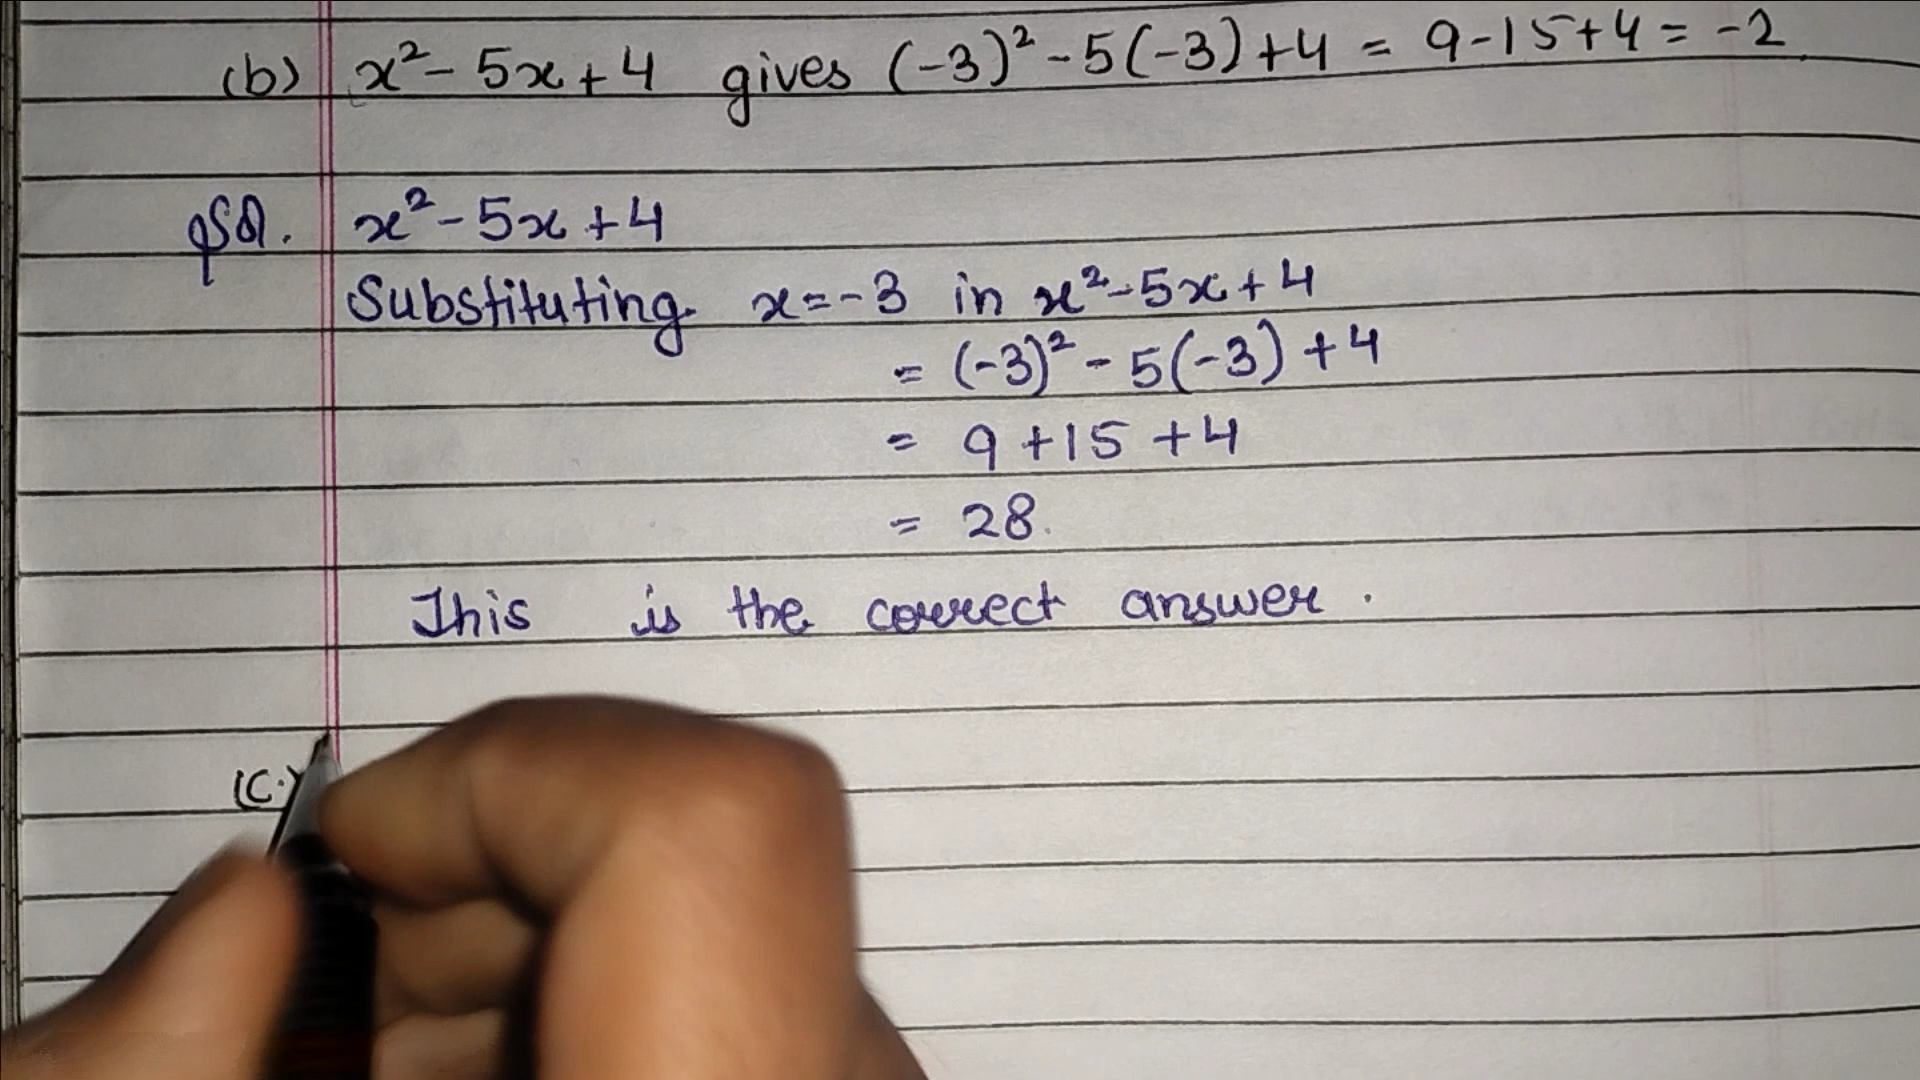 (b) x² - 5x + 4 gives (-3)² - 5(-3) + 4 = 9 - 15 + 4 = -2
Sol. x² - 5x + 4
Substituting x = -3 in x² - 5x + 4
= (-3)² - 5(-3) + 4
= 9 + 15 + 4
= 28.
This is the correct answer.
(C.)